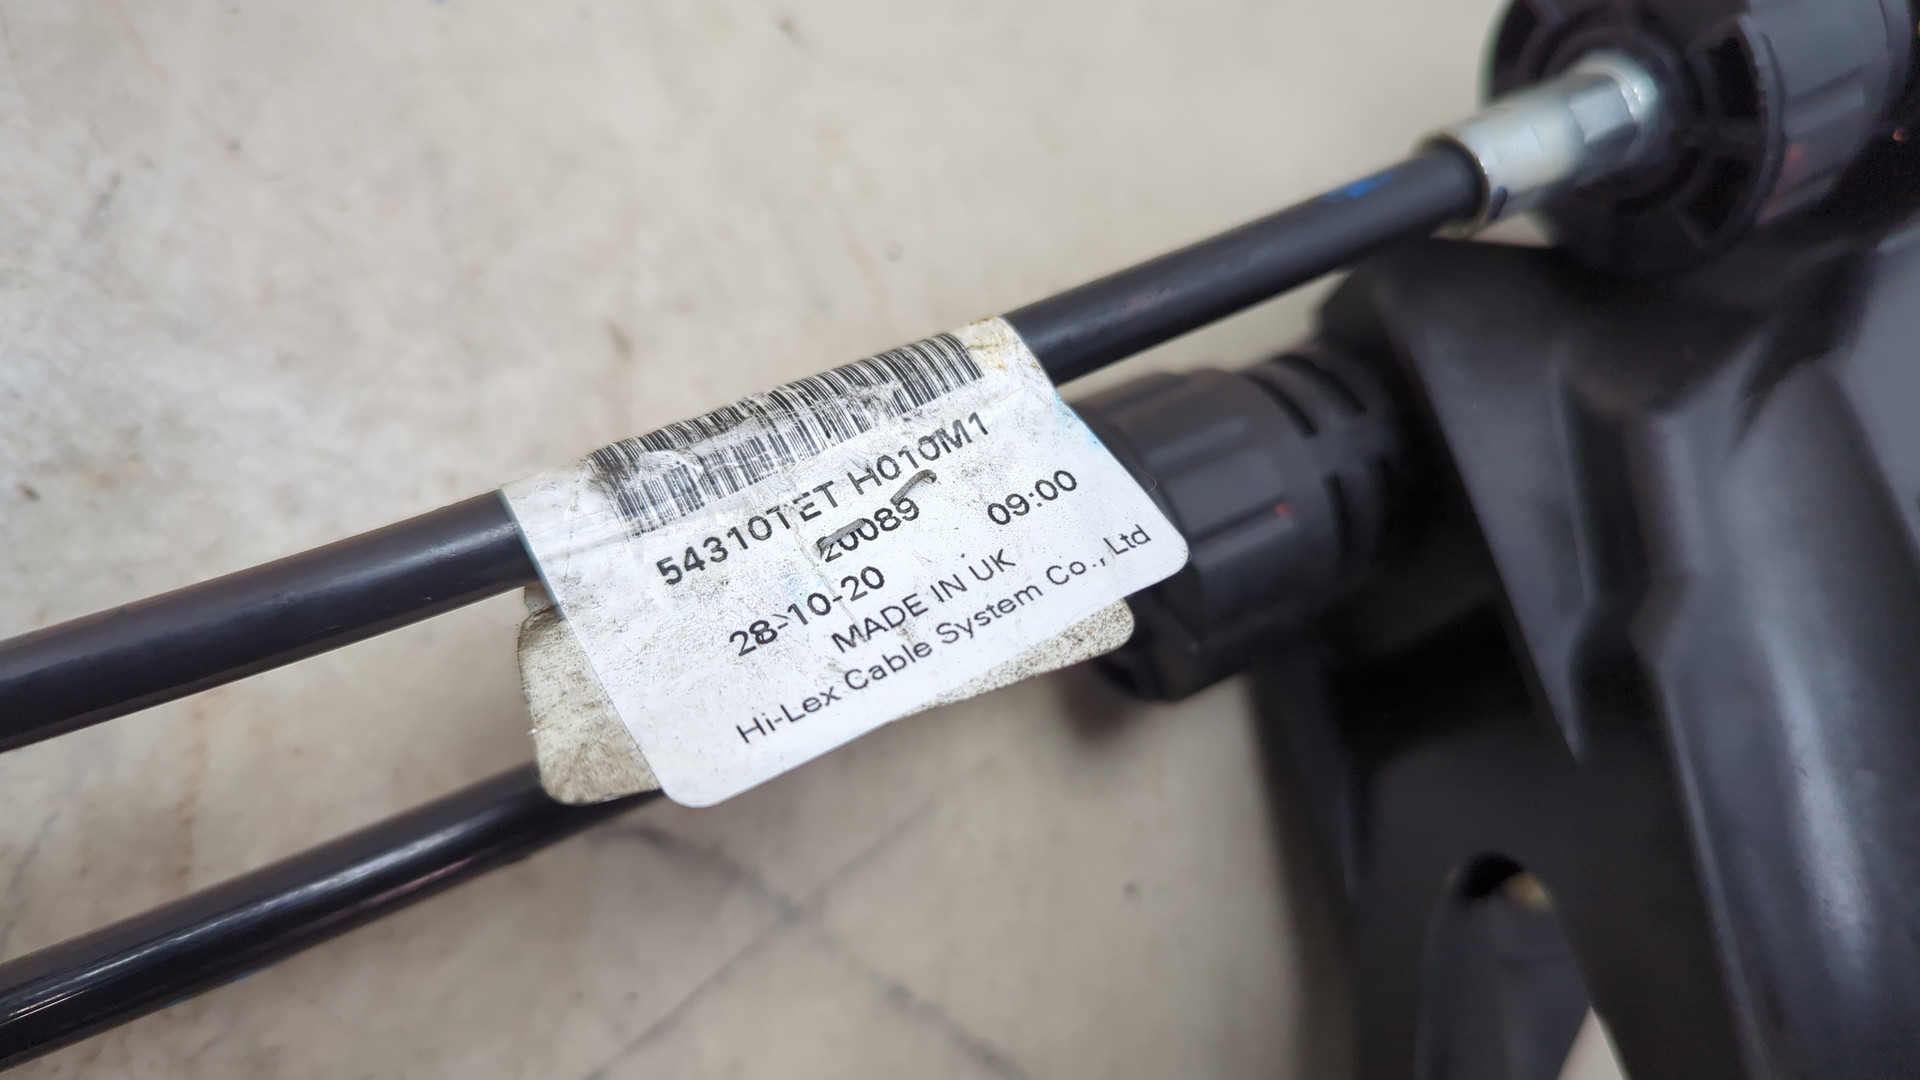 54310TET H010M1
20089
28-10-20 09:00
MADE IN UK
Hi-Lex Cable System Co., Ltd